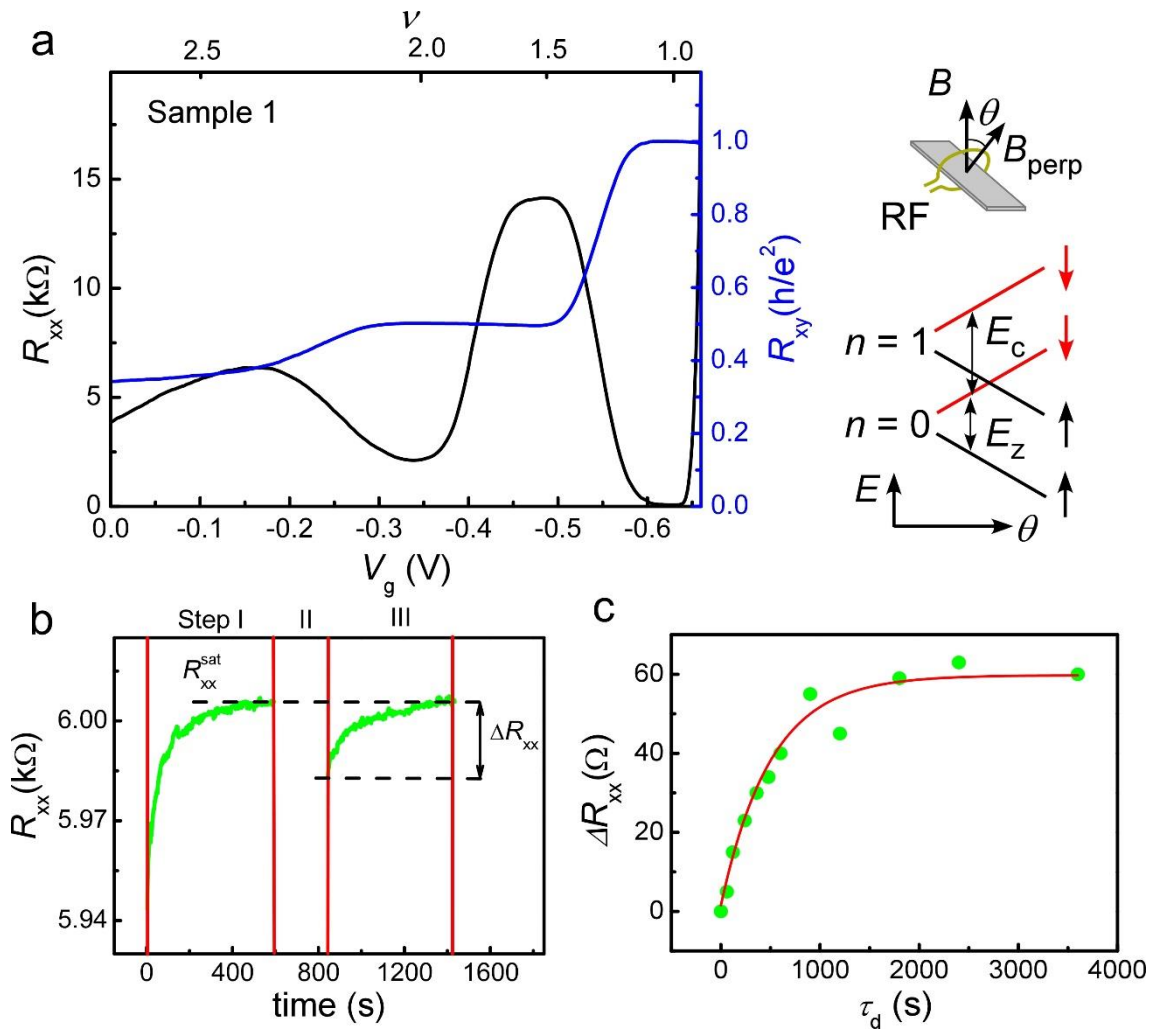 a
ν
2.5 2.0 1.5 1.0
Sample 1
15
10
5
0
R_xx(kΩ)
1.0
0.8
0.6
0.4
0.2
0.0
R_xy(h/e²)
0.0 -0.1 -0.2 -0.3 -0.4 -0.5 -0.6
V_g (V)
B
θ
B_perp
RF
n = 1
E_c
n = 0
E_z
E
θ
b
Step I II III
R_xx^sat
ΔR_xx
6.00
5.97
5.94
R_xx(kΩ)
0 400 800 1200 1600
time (s)
c
60
40
20
0
ΔR_xx(Ω)
0 1000 2000 3000 4000
τ_d (s)